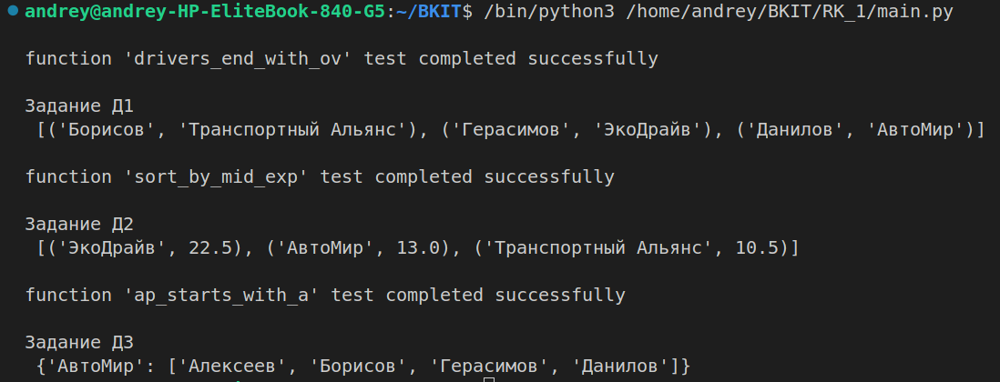 andrey@andrey-HP-EliteBook-840-G5:~/BKIT$ /bin/python3 /home/andrey/BKIT/RK_1/main.py
function 'drivers_end_with_ov' test completed successfully
Задание Д1
[('Борисов', 'Транспортный Альянс'), ('Герасимов', 'ЭкоДрайв'), ('Данилов', 'АвтоМир')]
function 'sort_by_mid_exp' test completed successfully
Задание Д2
[('ЭкоДрайв', 22.5), ('АвтоМир', 13.0), ('Транспортный Альянс', 10.5)]
function 'ap_starts_with_a' test completed successfully
Задание Д3
{'АвтоМир': ['Алексеев', 'Борисов', 'Герасимов', 'Данилов']}